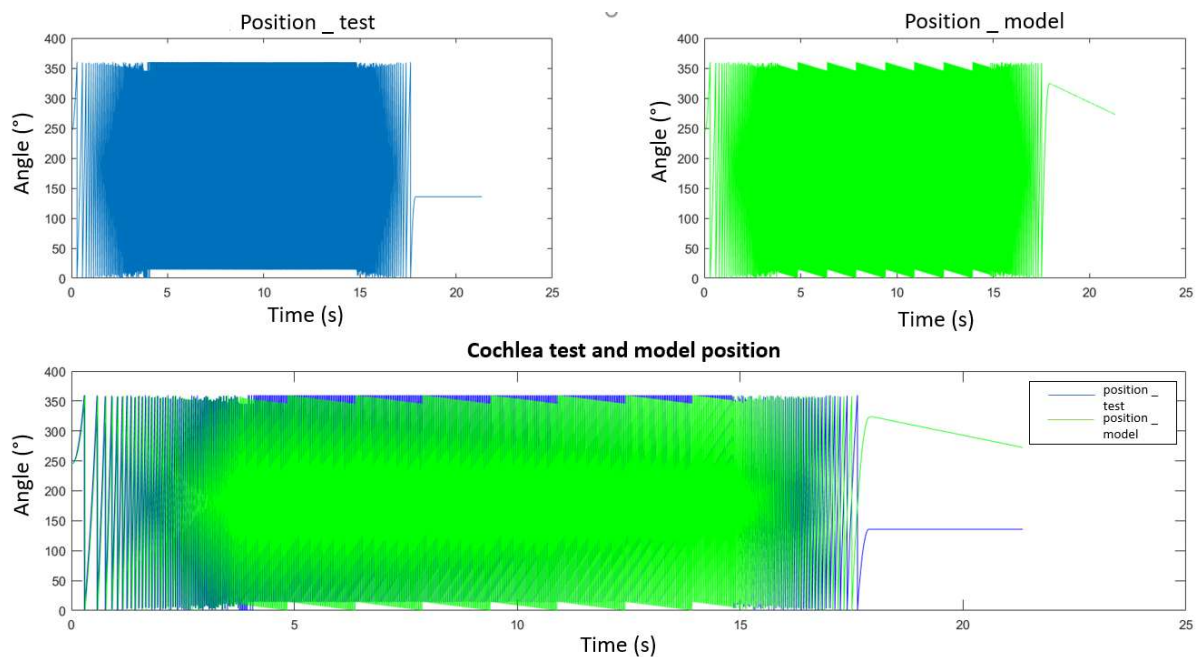 Position _ test
Position _ model
400
350
300
250
200
150
100
50
0
Angle (°)
0 5 10 15 20 25
Time (s)
400
350
300
250
200
150
100
50
0
Angle (°)
0 5 10 15 20 25
Time (s)
Cochlea test and model position
400
350
300
250
200
150
100
50
0
Angle (°)
position _
test
position _
model
0 5 10 15 20 25
Time (s)